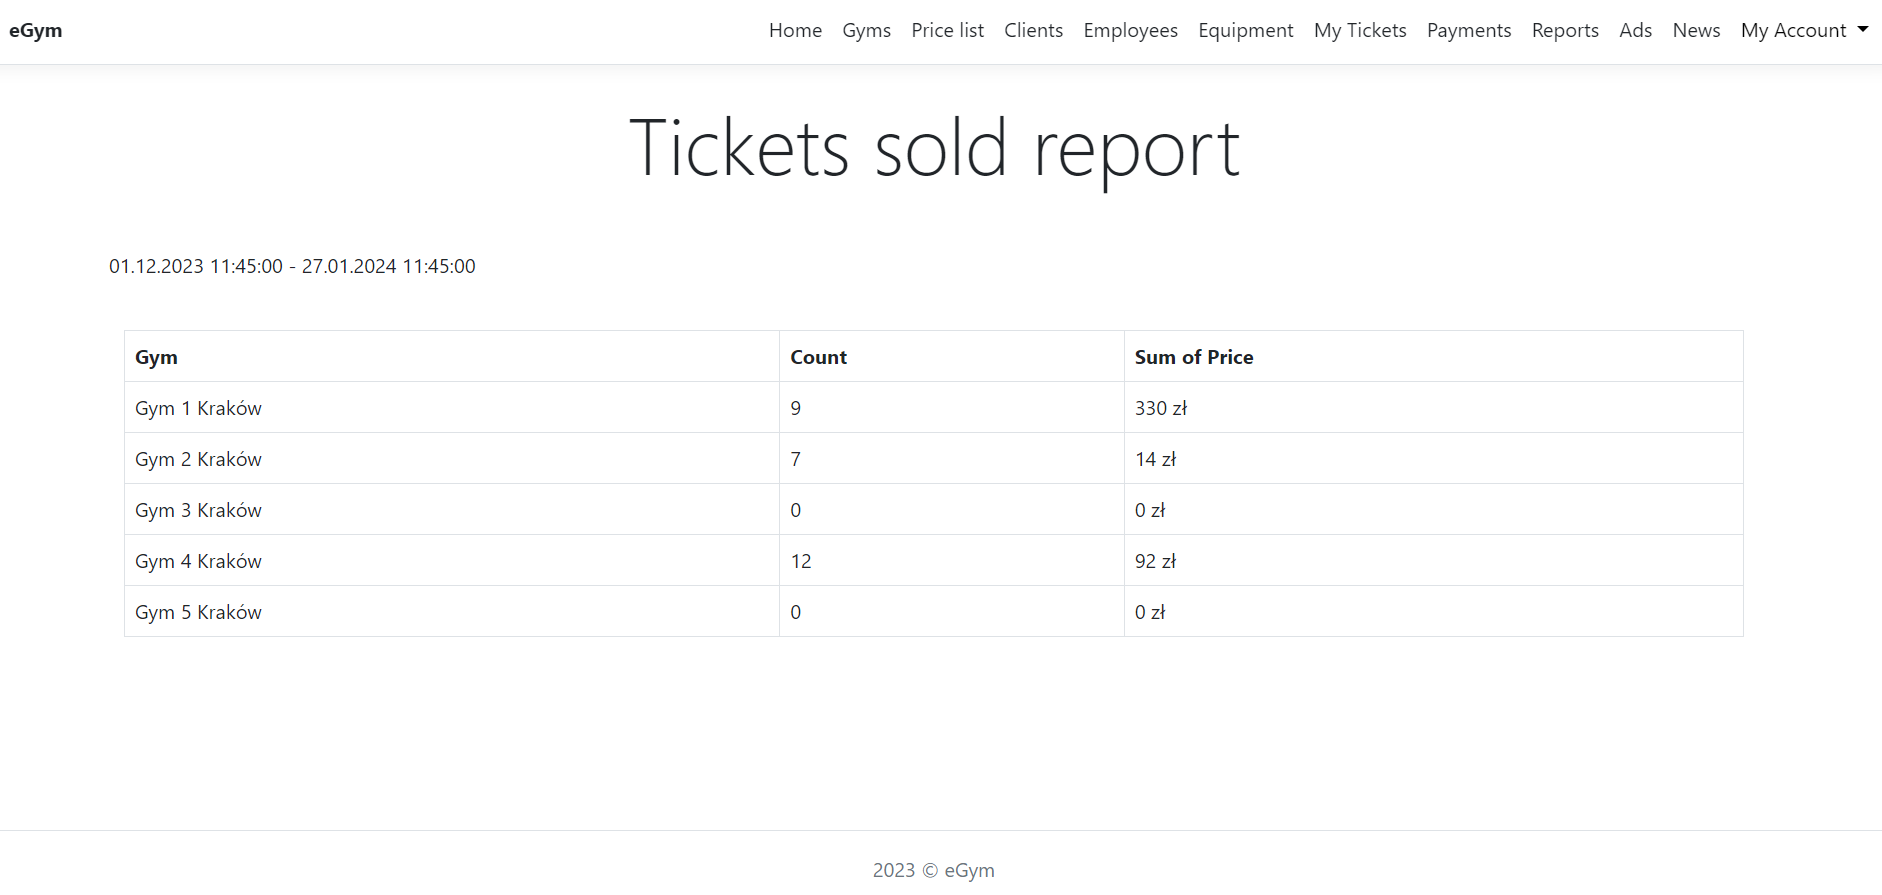 eGym Home Gyms Price list Clients Employees Equipment My Tickets Payments Reports Ads News My Account
Tickets sold report
01.12.2023 11:45:00 - 27.01.2024 11:45:00
Gym Count Sum of Price
Gym 1 Kraków 9 330 zł
Gym 2 Kraków 7 14 zł
Gym 3 Kraków 0 0 zł
Gym 4 Kraków 12 92 zł
Gym 5 Kraków 0 0 zł
2023 © eGym